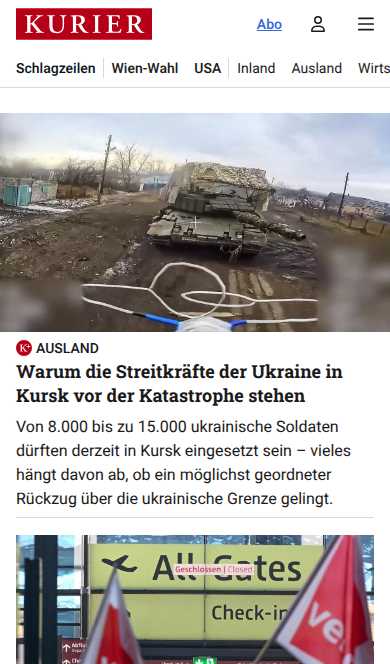 KURIER
Abo
Schlagzeilen Wien-Wahl USA Inland Ausland Wirts
K+ AUSLAND
Warum die Streitkräfte der Ukraine in
Kursk vor der Katastrophe stehen
Von 8.000 bis zu 15.000 ukrainische Soldaten
dürften derzeit in Kursk eingesetzt sein – vieles
hängt davon ab, ob ein möglichst geordneter
Rückzug über die ukrainische Grenze gelingt.
All Gates
Geschlossen | Closed
Check-in